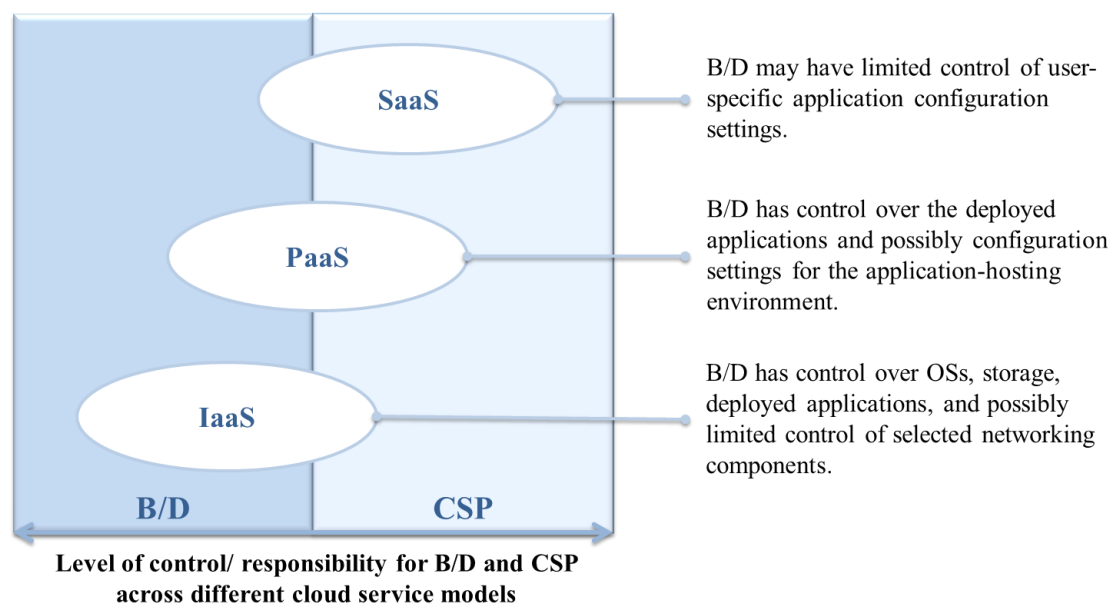 SaaS
B/D may have limited control of user-
specific application configuration
settings.
PaaS
B/D has control over the deployed
applications and possibly configuration
settings for the application-hosting
environment.
IaaS
B/D has control over OSs, storage,
deployed applications, and possibly
limited control of selected networking
components.
B/D
CSP
Level of control/ responsibility for B/D and CSP
across different cloud service models